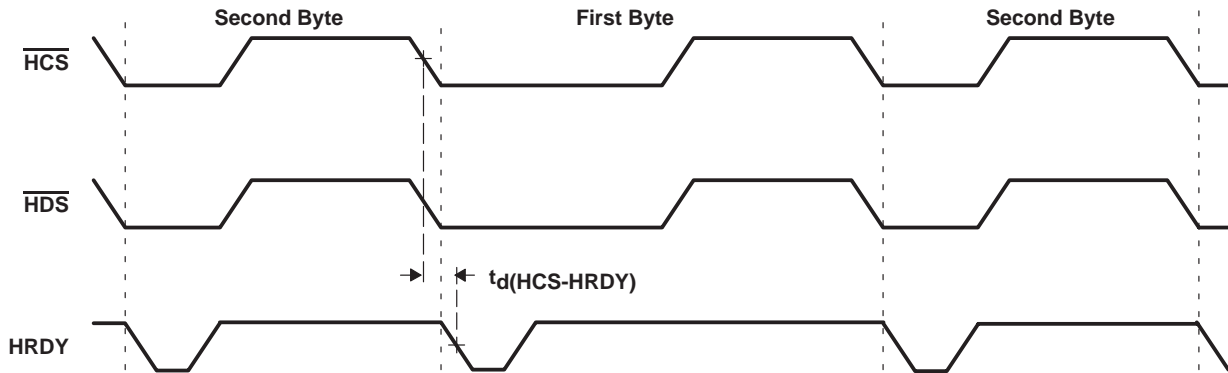 Second Byte First Byte Second Byte
HCS
HDS
td(HCS-HRDY)
HRDY